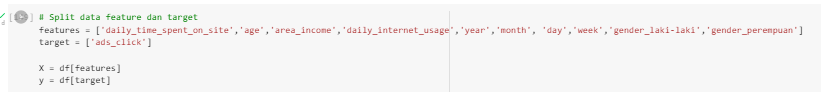 # Split data feature dan target
features = ['daily_time_spent_on_site','age','area_income','daily_internet_usage','year','month', 'day','week','gender_laki-laki','gender_perempuan']
target = ['ads_click']
X = df[features]
y = df[target]